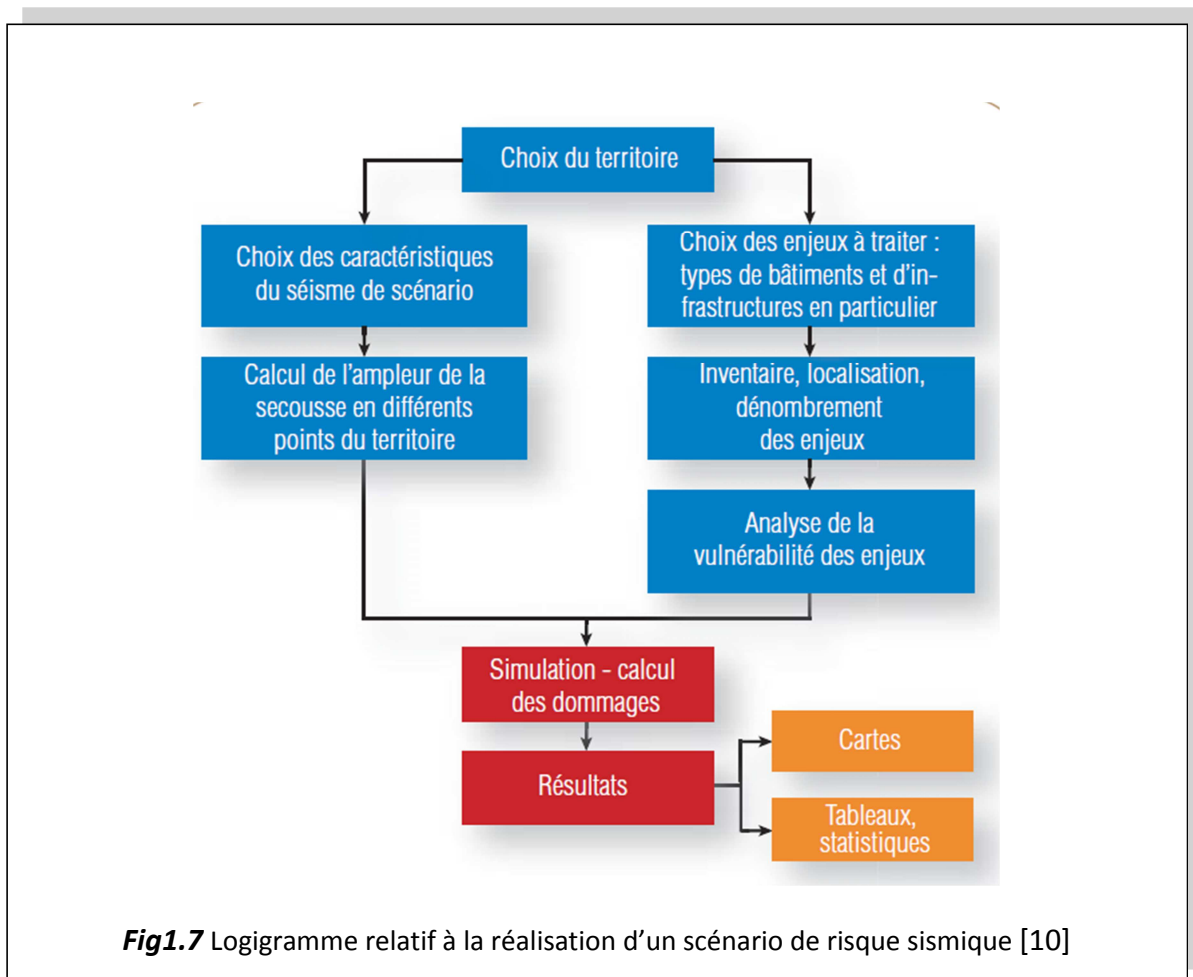 Choix du territoire
Choix des caractéristiques
du séisme de scénario
Calcul de l'ampleur de la
secousse en différents
points du territoire
Choix des enjeux à traiter :
types de bâtiments et d'in-
frastructures en particulier
Inventaire, localisation,
dénombrement
des enjeux
Analyse de la
vulnérabilité des enjeux
Simulation - calcul
des dommages
Résultats
Cartes
Tableaux,
statistiques
Fig1.7 Logigramme relatif à la réalisation d'un scénario de risque sismique [10]